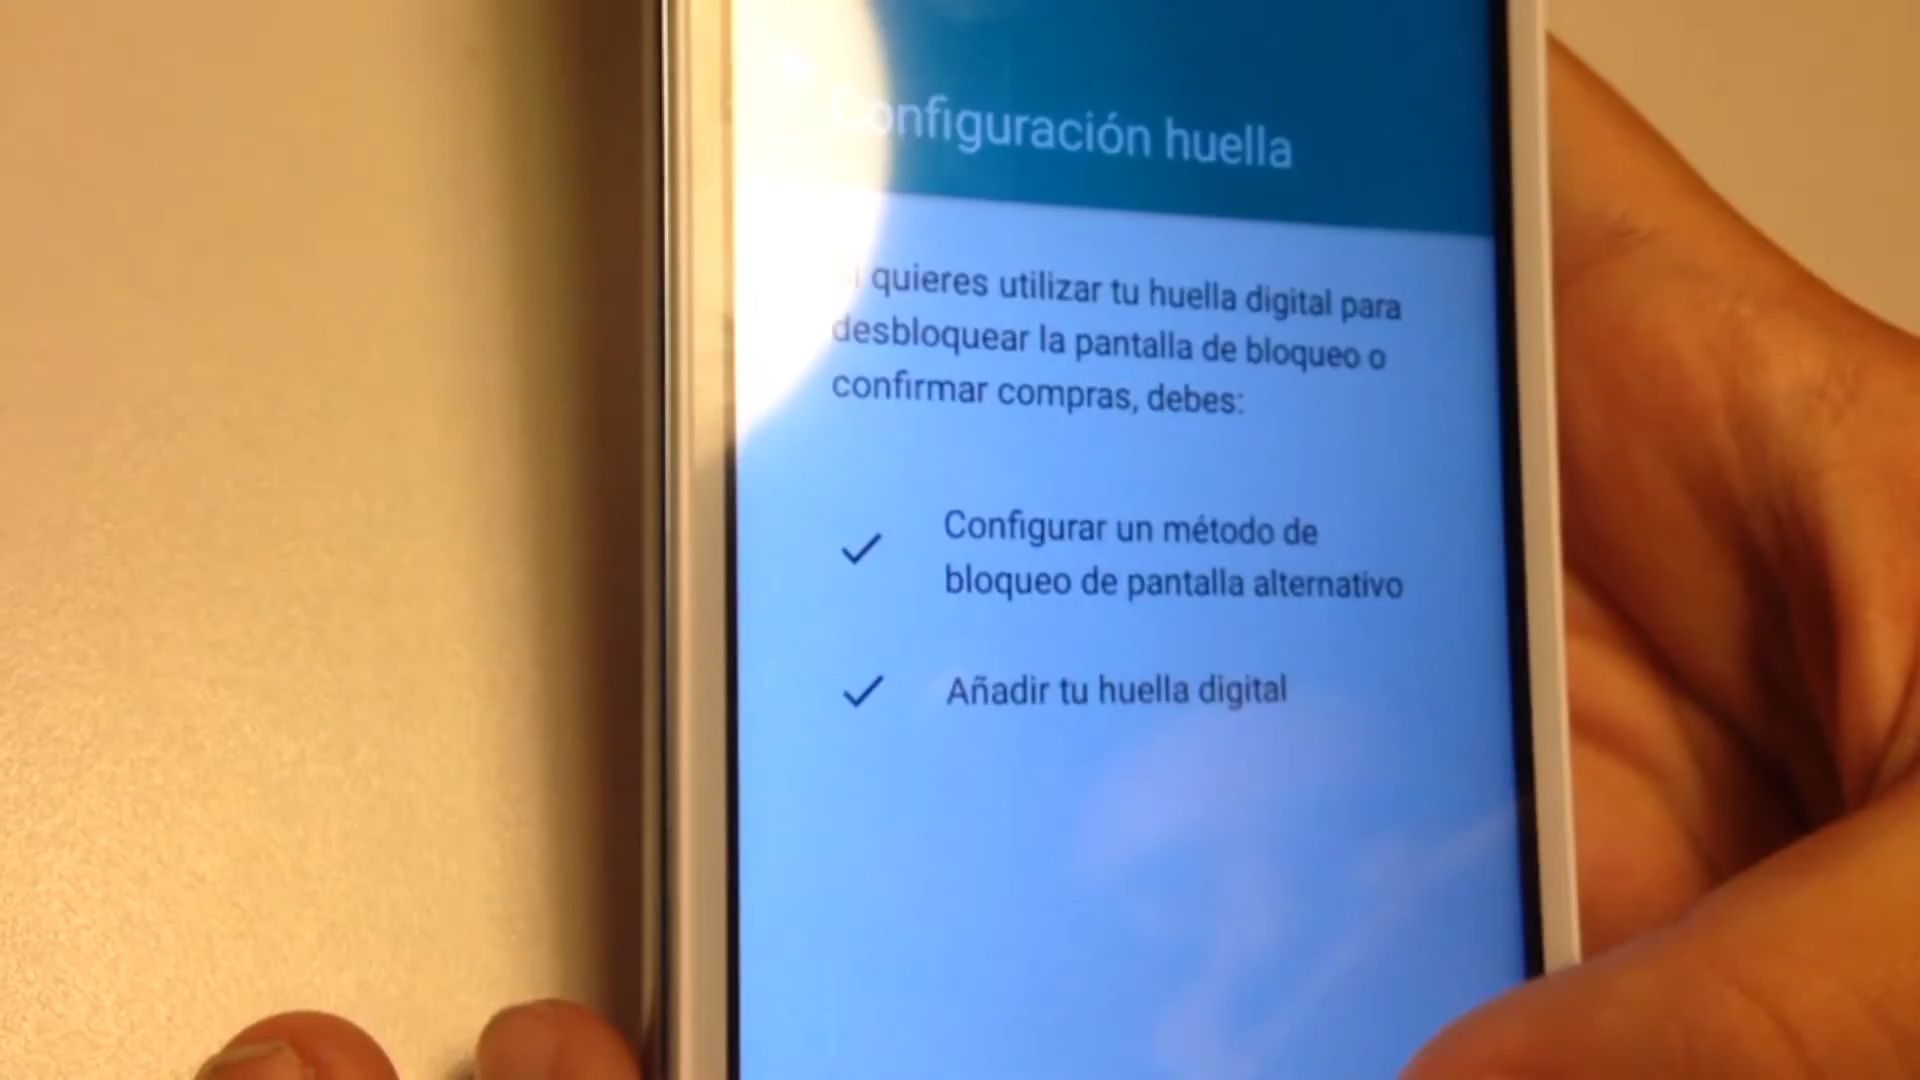 Configuración huella
Si quieres utilizar tu huella digital para
desbloquear la pantalla de bloqueo o
confirmar compras, debes:
Configurar un método de
bloqueo de pantalla alternativo
Añadir tu huella digital